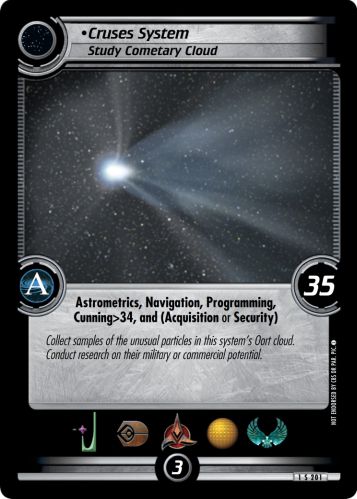 •Cruses System
Study Cometary Cloud
A
35
Astrometrics, Navigation, Programming,
Cunning>34, and (Acquisition or Security)
Collect samples of the unusual particles in this system's Oort cloud.
Conduct research on their military or commercial potential.
NOT ENDORSED BY CBS OR PAR. PIC.
3
1 S 201